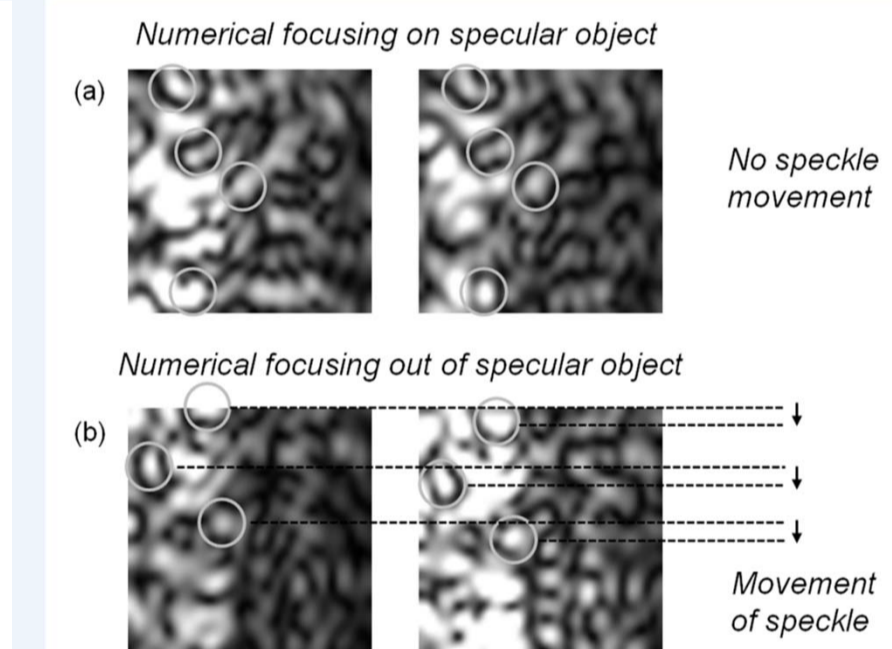 Numerical focusing on specular object
(a)
No speckle
movement
Numerical focusing out of specular object
(b)
Movement
of speckle